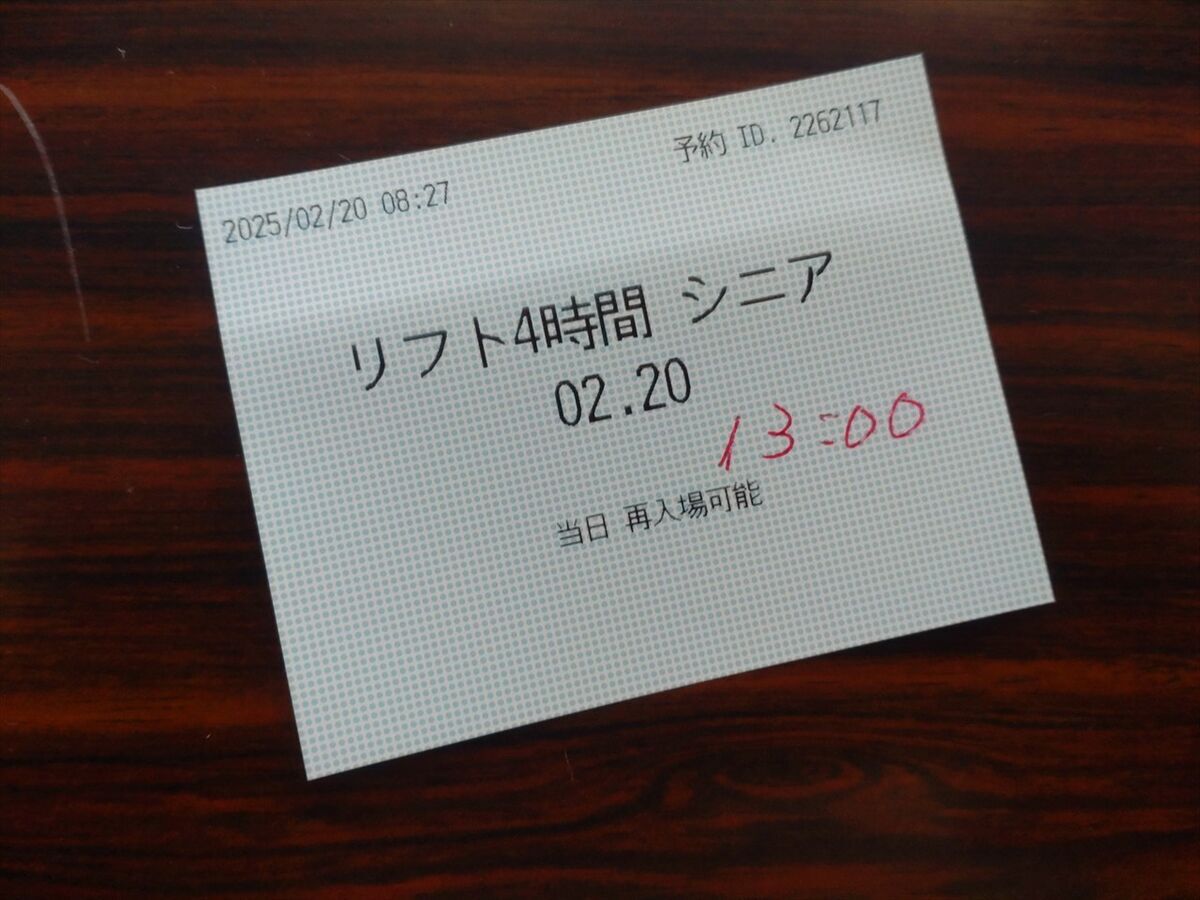 2025/02/20 08:27
予約 ID. 2262117
リフト4時間 シニア
02.20
13:00
当日 再入場可能